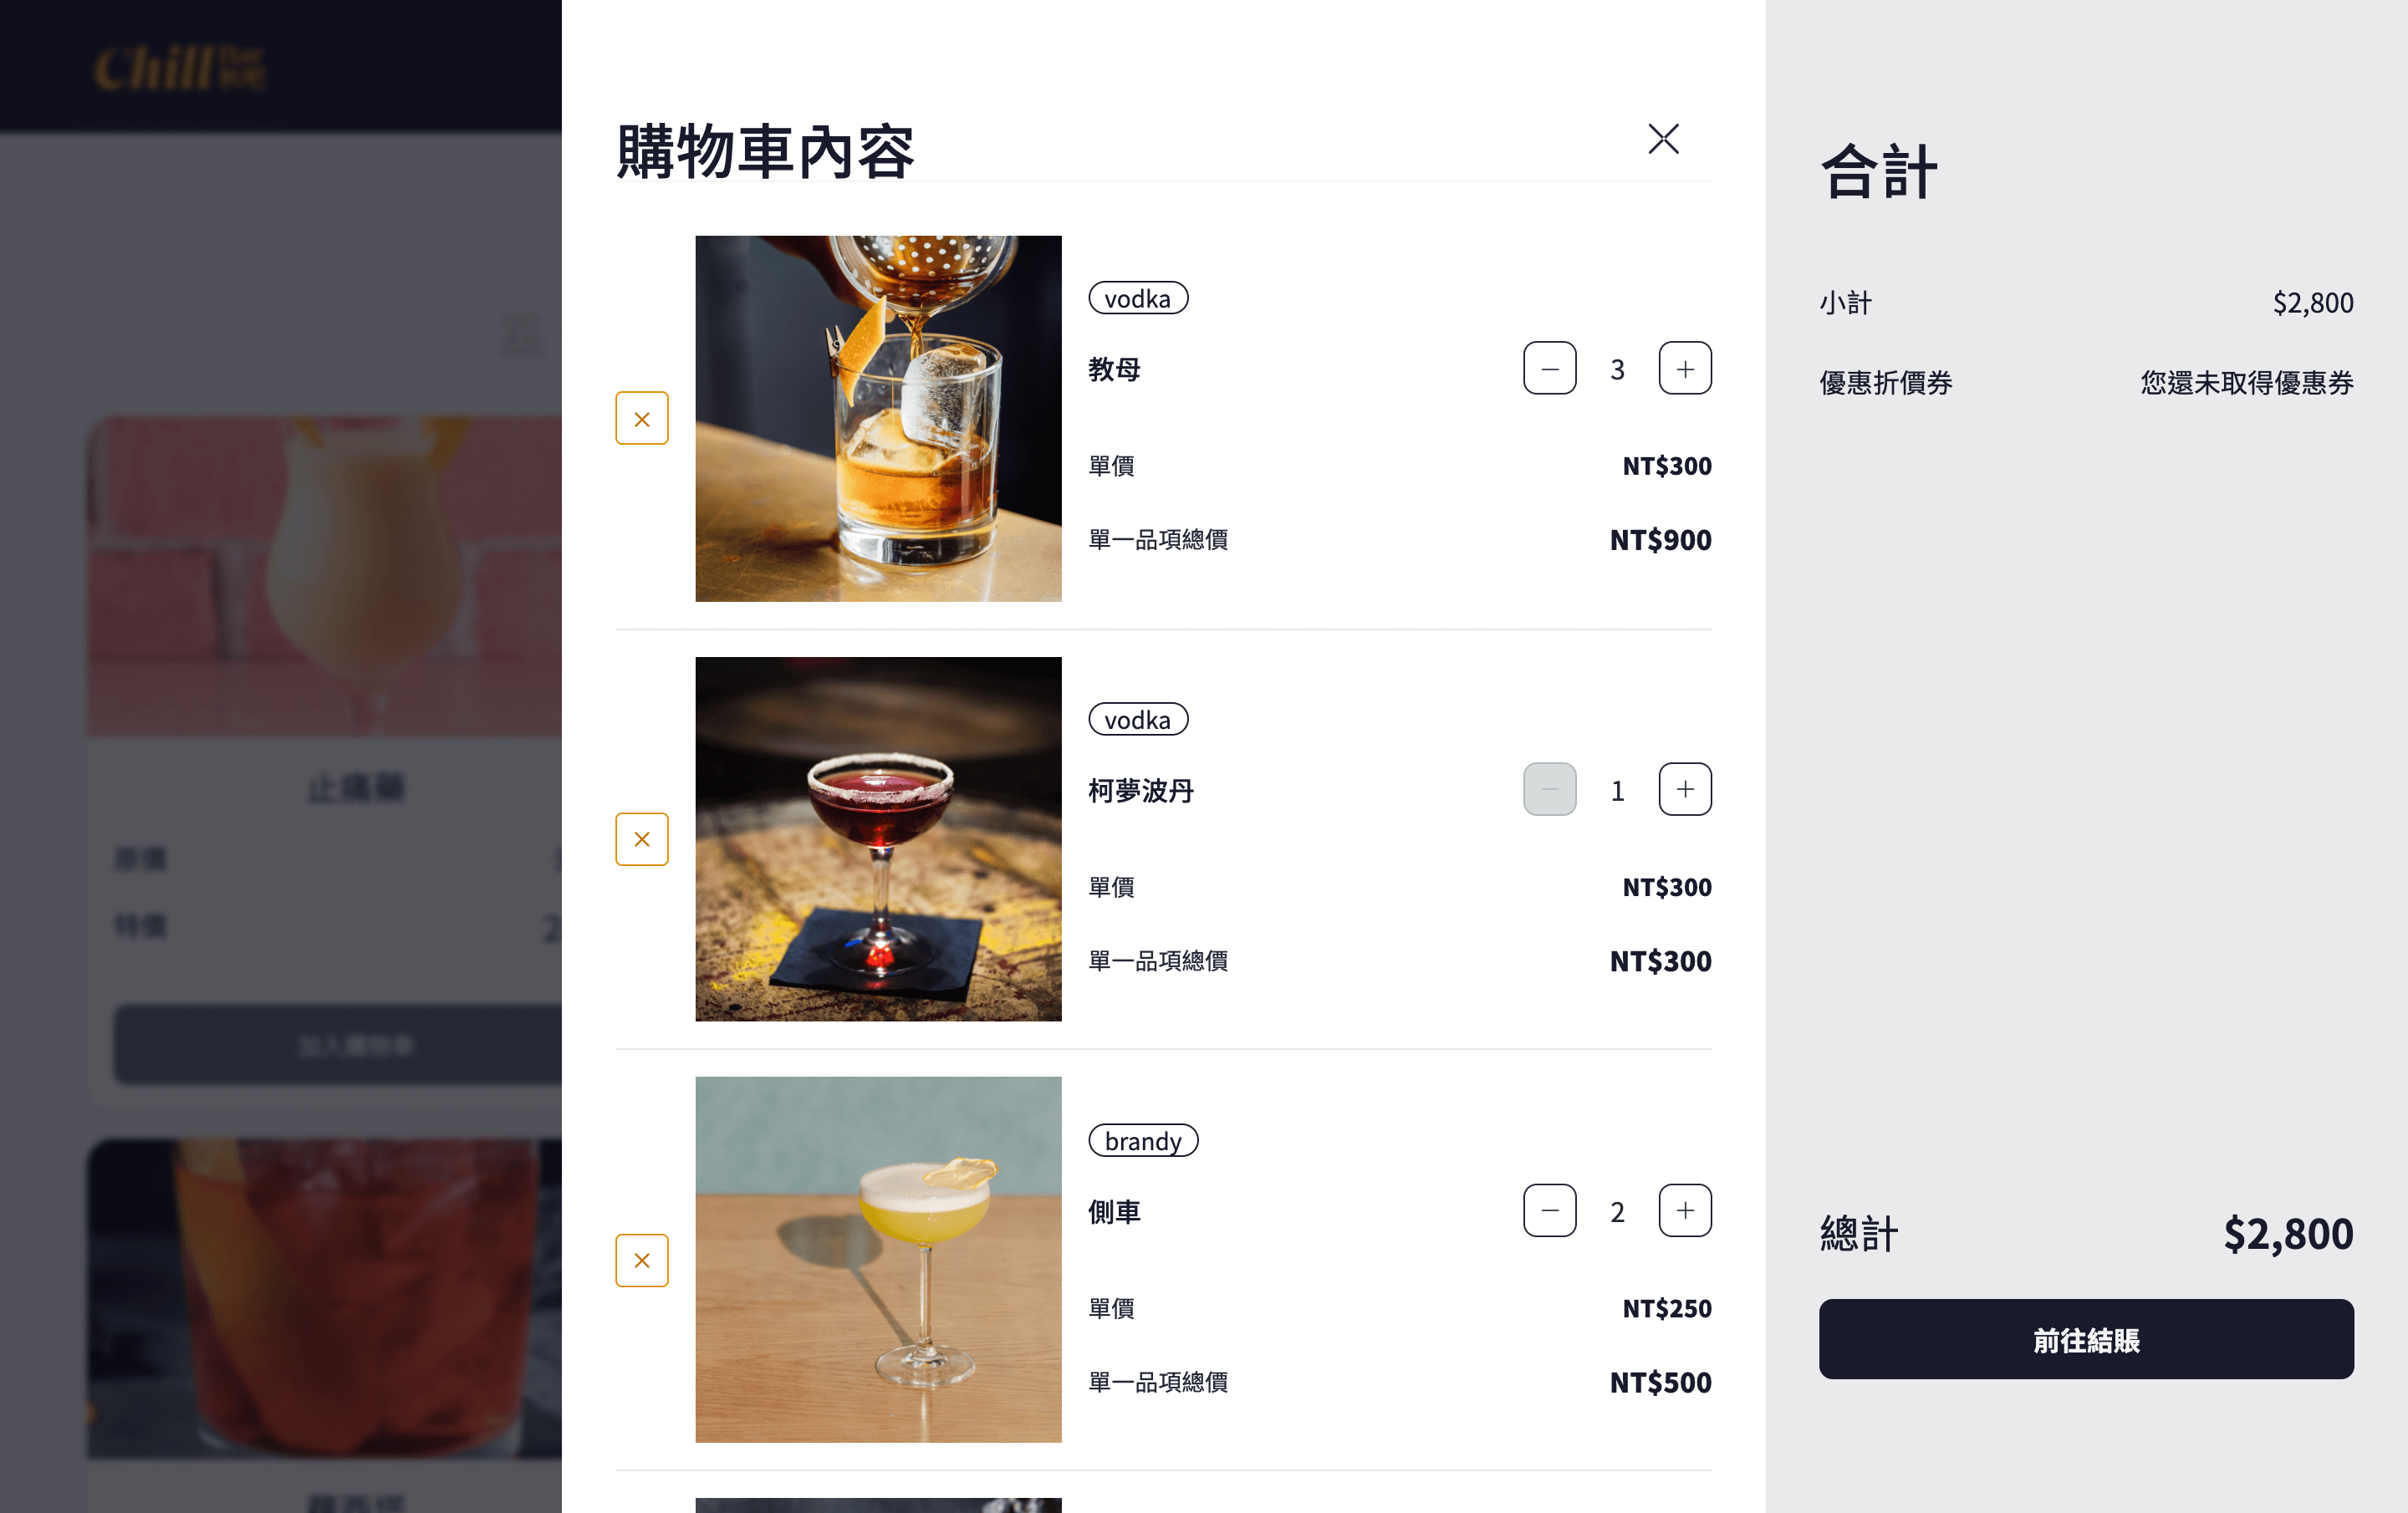 Chill Bar
購物車內容
vodka
教母
3
單價
NT$300
單一品項總價
NT$900
vodka
柯夢波丹
1
單價
NT$300
單一品項總價
NT$300
brandy
側車
2
單價
NT$250
單一品項總價
NT$500
合計
小計
$2,800
優惠折價券
您還未取得優惠券
總計
$2,800
前往結賬
止痛藥
原價
特價
2
加入購物車